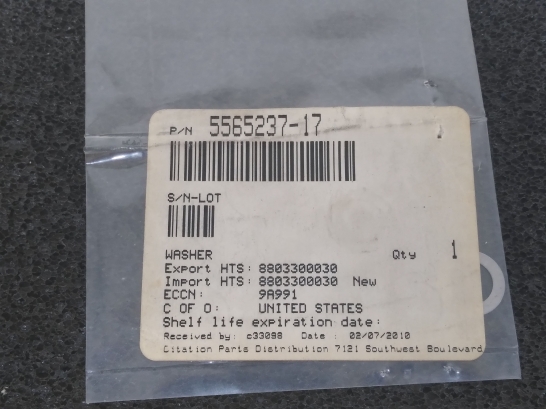 P/N 5565237-17
S/N-LOT
WASHER Qty 1
Export HTS: 8803300030
Import HTS: 8803300030 New
ECCN: 9A991
C OF O: UNITED STATES
Shelf life expiration date:
Received by: c33098 Date : 02/07/2010
Citation Parts Distribution 7121 Southwest Boulevard